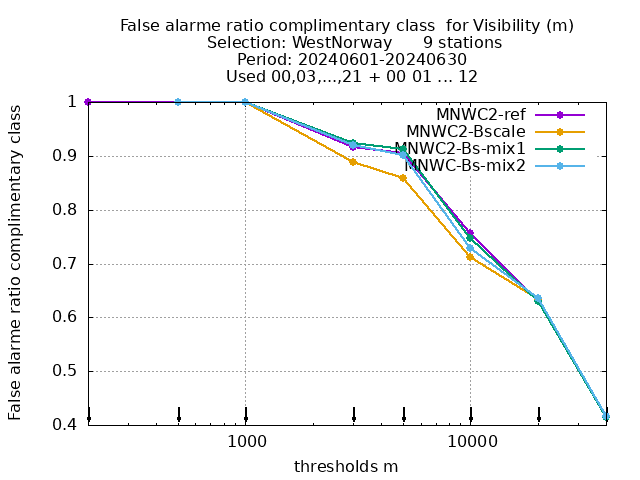 False alarme ratio complimentary class  for Visibility (m)
Selection: WestNorway      9 stations
Period: 20240601-20240630
Used 00,03,...,21 + 00 01 ... 12
False alarme ratio complimentary class
1
0.9
0.8
0.7
0.6
0.5
0.4
MNWC2-ref
MNWC2-Bscale
MNWC2-Bs-mix1
MNWC-Bs-mix2
1000
10000
thresholds m